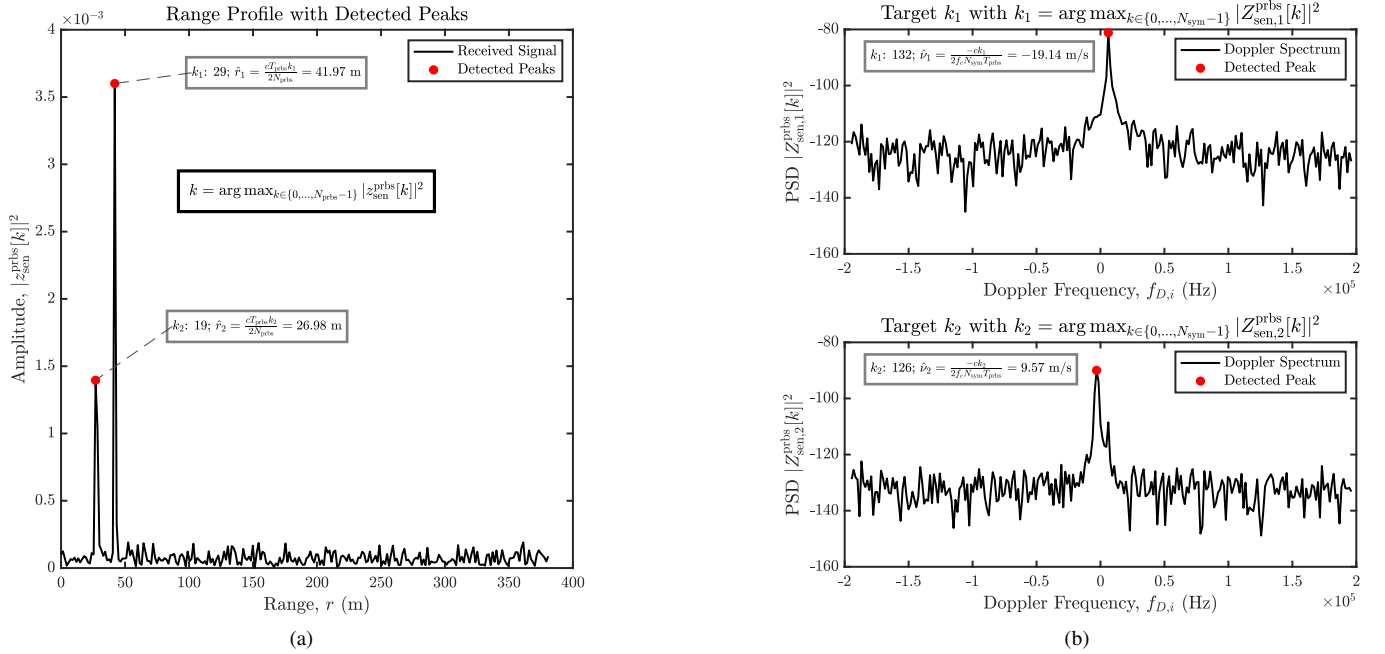 Range Profile with Detected Peaks
×10⁻³
4
3.5
3
2.5
2
1.5
1
0.5
0
Amplitude, |z_sen^prbs[k]|²
Received Signal
Detected Peaks
k₁: 29; r̂₁ = cT_prbs k₁ / 2N_prbs = 41.97 m
k = arg max_{k∈{0,...,N_prbs−1}} |z_sen^prbs[k]|²
k₂: 19; r̂₂ = cT_prbs k₂ / 2N_prbs = 26.98 m
0 50 100 150 200 250 300 350 400
Range, r (m)
(a)
Target k₁ with k₁ = arg max_{k∈{0,...,N_sym−1}} |Z_sen,1^prbs[k]|²
-80
-100
-120
-140
-160
PSD |Z_sen,1^prbs[k]|²
k₁: 132; ν̂₁ = −ck₁ / 2f_c N_sym T_prbs = −19.14 m/s
Doppler Spectrum
Detected Peak
-2 -1.5 -1 -0.5 0 0.5 1 1.5 2
×10⁵
Doppler Frequency, f_{D,i} (Hz)
Target k₂ with k₂ = arg max_{k∈{0,...,N_sym−1}} |Z_sen,2^prbs[k]|²
-80
-100
-120
-140
-160
PSD |Z_sen,2^prbs[k]|²
k₂: 126; ν̂₂ = −ck₂ / 2f_c N_sym T_prbs = 9.57 m/s
Doppler Spectrum
Detected Peak
-2 -1.5 -1 -0.5 0 0.5 1 1.5 2
×10⁵
Doppler Frequency, f_{D,i} (Hz)
(b)